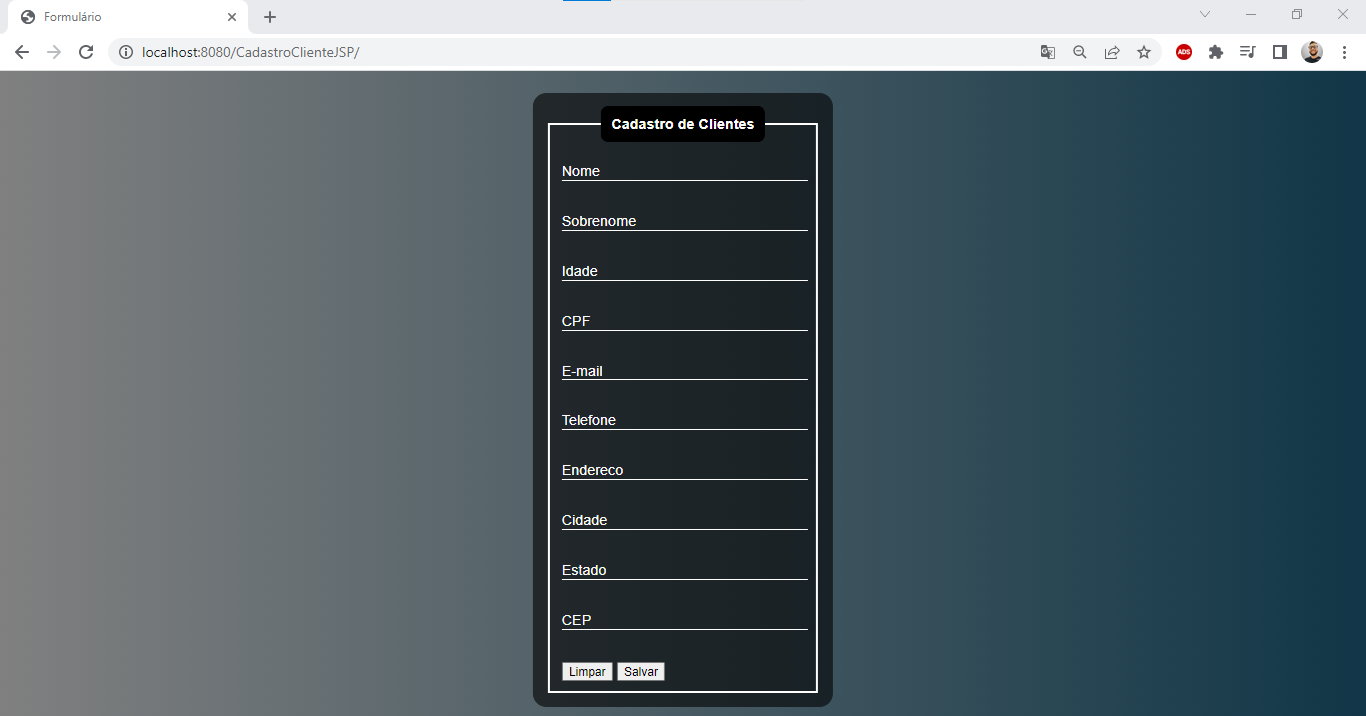 Formulário
localhost:8080/CadastroClienteJSP/
ADS
Cadastro de Clientes
Nome
Sobrenome
Idade
CPF
E-mail
Telefone
Endereco
Cidade
Estado
CEP
Limpar Salvar